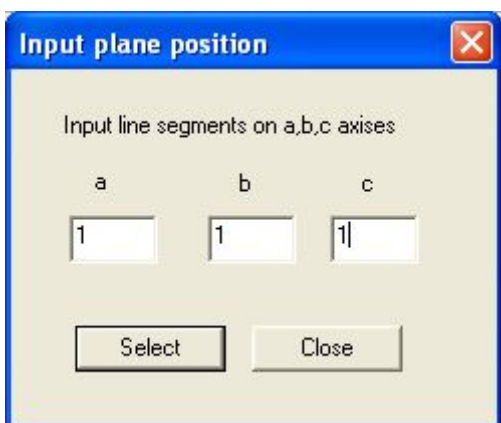 Input plane position
Input line segments on a,b,c axises
a b c
1 1 1
Select Close